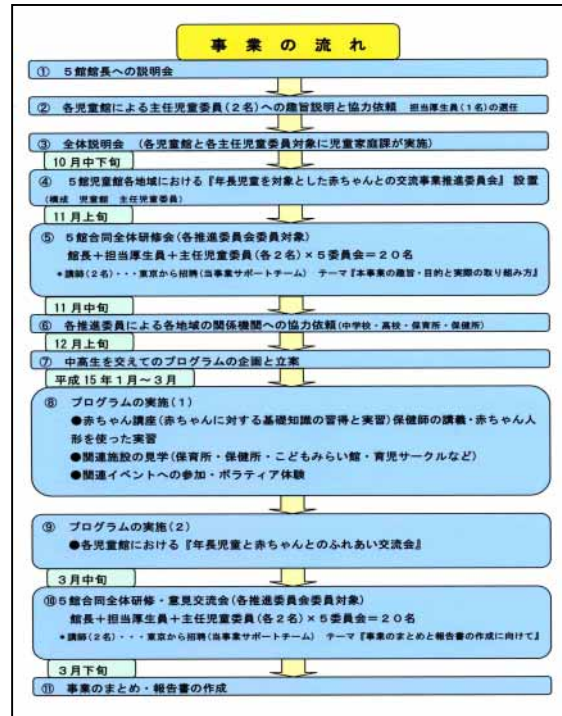 事業の流れ
① 5館館長への説明会
② 各児童館による主任児童委員(2名)への趣旨説明と協力依頼 担当厚生員(1名)の選任
③ 全体説明会 (各児童館と各主任児童委員対象に児童家庭課が実施)
10月中下旬
④ 5館児童館各地域における『年長児童を対象とした赤ちゃんとの交流事業推進委員会』設置
(構成 児童館 主任児童委員)
11月上旬
⑤ 5館合同全体研修会(各推進委員会委員対象)
館長+担当厚生員+主任児童委員(各2名)×5委員会=20名
*講師(2名)・・・東京から招聘(当事業サポートチーム) テーマ『本事業の趣旨・目的と実際の取り組み方』
11月中旬
⑥ 各推進委員による各地域の関係機関への協力依頼(中学校・高校・保育所・保健所)
12月上旬
⑦ 中高生を交えてのプログラムの企画と立案
平成15年1月~3月
⑧ プログラムの実施(1)
●赤ちゃん講座(赤ちゃんに対する基礎知識の習得と実習)保健師の講義・赤ちゃん人
形を使った実習
●関連施設の見学(保育所・保健所・こどもみらい館・育児サークルなど)
●関連イベントへの参加・ボラティア体験
⑨ プログラムの実施(2)
●各児童館における『年長児童と赤ちゃんとのふれあい交流会』
3月中旬
⑩5館合同全体研修・意見交流会(各推進委員会委員対象)
館長+担当厚生員+主任児童委員(各2名)×5委員会=20名
*講師(2名)・・・東京から招聘(当事業サポートチーム) テーマ『事業のまとめと報告書の作成に向けて』
3月下旬
⑪ 事業のまとめ・報告書の作成